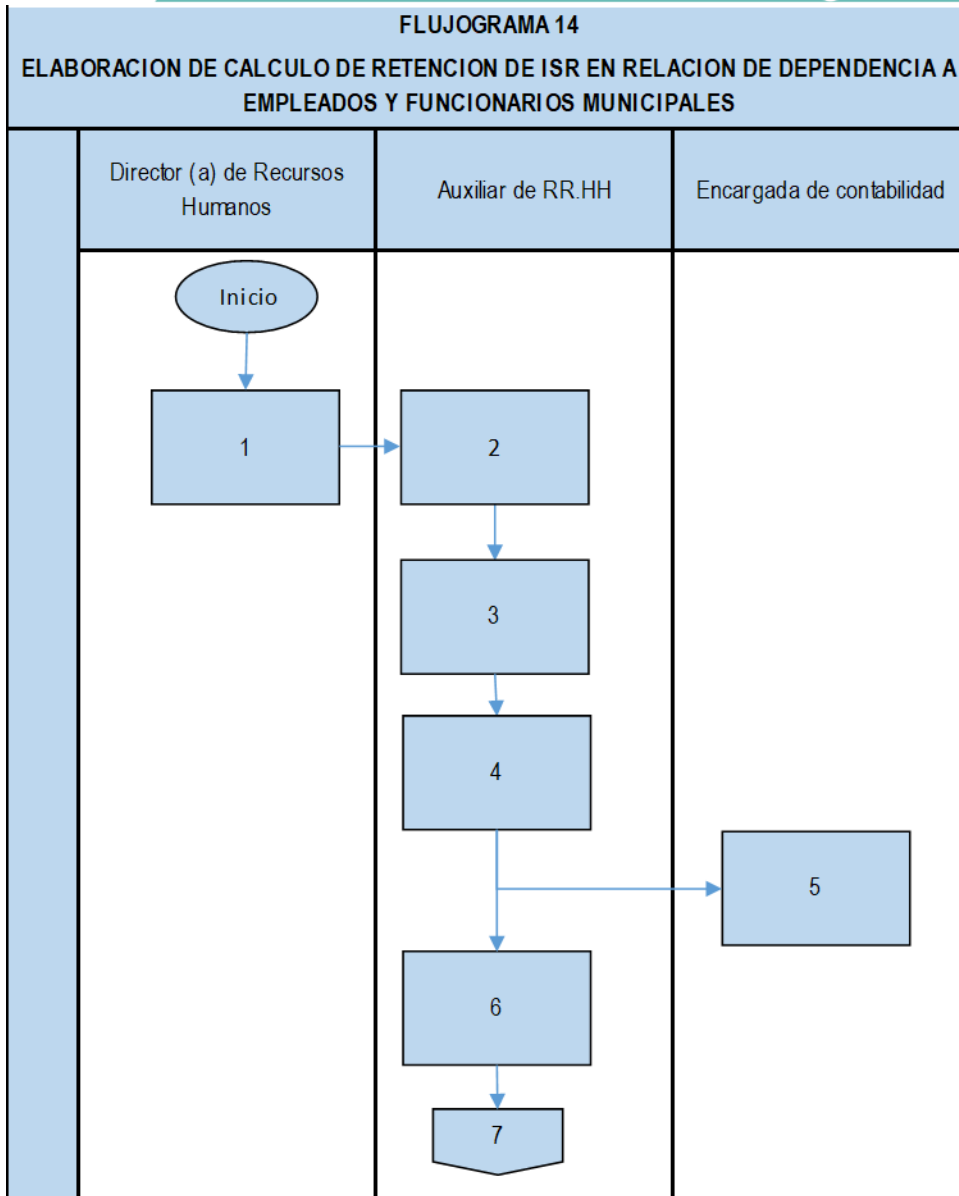 FLUJOGRAMA 14
ELABORACION DE CALCULO DE RETENCION DE ISR EN RELACION DE DEPENDENCIA A
EMPLEADOS Y FUNCIONARIOS MUNICIPALES
Director (a) de Recursos
Humanos
Auxiliar de RR.HH
Encargada de contabilidad
Inicio
1
2
3
4
5
6
7